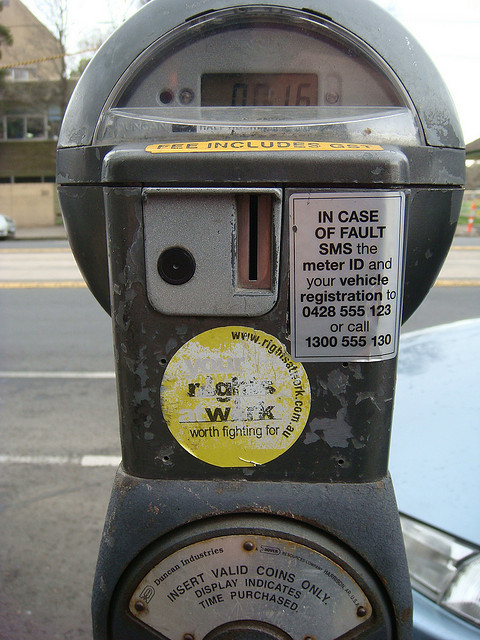 00:16
FEE INCLUDES GST
IN CASE
OF FAULT
SMS the
meter ID and
your vehicle
registration to
0428 555 123
or call
1300 555 130
www.rightsatwork.com.au
worth fighting for
Duncan Industries
INSERT VALID COINS ONLY.
DISPLAY INDICATES
TIME PURCHASED